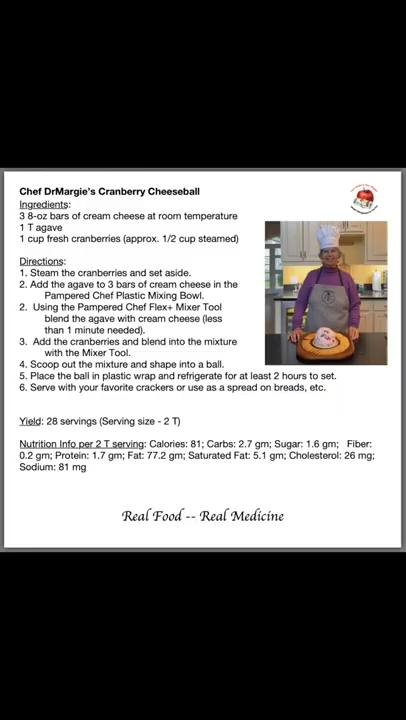 Chef DrMargie's Cranberry Cheeseball
Ingredients:
3 8-oz bars of cream cheese at room temperature
1 T agave
1 cup fresh cranberries (approx. 1/2 cup steamed)
Directions:
1. Steam the cranberries and set aside.
2. Add the agave to 3 bars of cream cheese in the
Pampered Chef Plastic Mixing Bowl.
2. Using the Pampered Chef Flex+ Mixer Tool
blend the agave with cream cheese (less
than 1 minute needed).
3. Add the cranberries and blend into the mixture
with the Mixer Tool.
4. Scoop out the mixture and shape into a ball.
5. Place the ball in plastic wrap and refrigerate for at least 2 hours to set.
6. Serve with your favorite crackers or use as a spread on breads, etc.
Yield: 28 servings (Serving size - 2 T)
Nutrition Info per 2 T serving: Calories: 81; Carbs: 2.7 gm; Sugar: 1.6 gm; Fiber:
0.2 gm; Protein: 1.7 gm; Fat: 77.2 gm; Saturated Fat: 5.1 gm; Cholesterol: 26 mg;
Sodium: 81 mg
Real Food -- Real Medicine